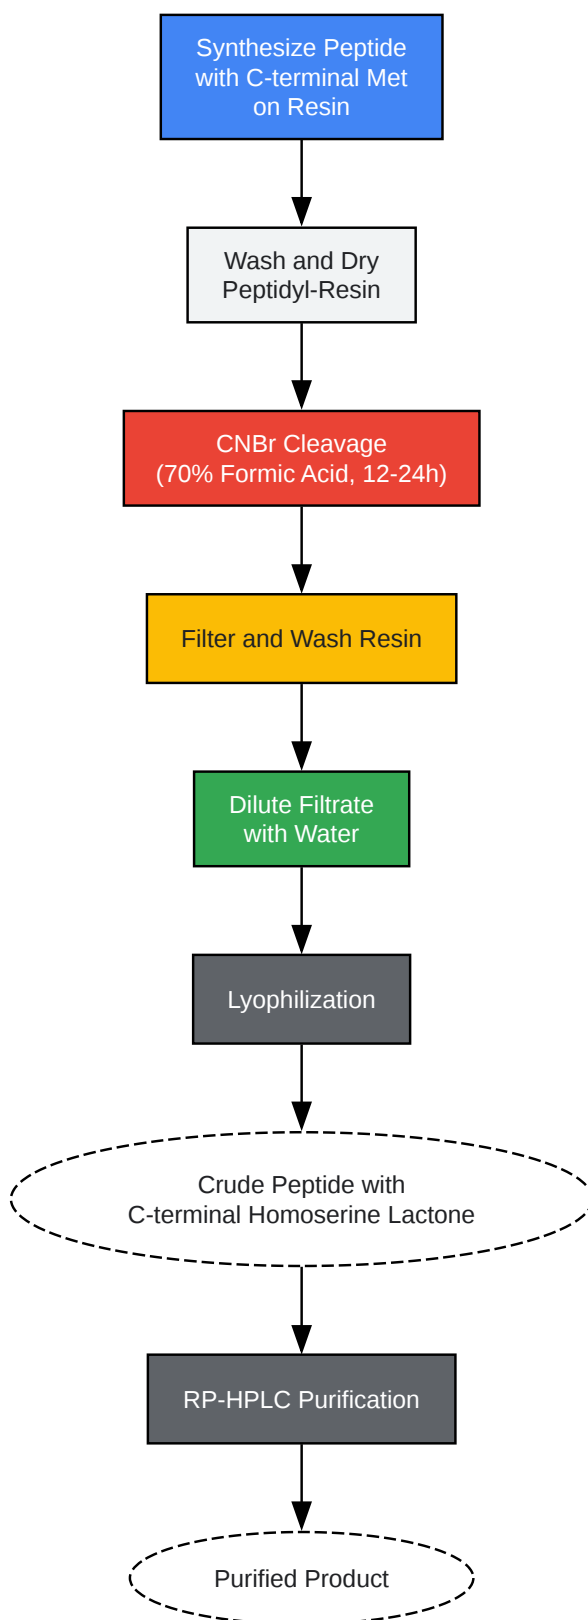 Synthesize Peptide
with C-terminal Met
on Resin
Wash and Dry
Peptidyl-Resin
CNBr Cleavage
(70% Formic Acid, 12-24h)
Filter and Wash Resin
Dilute Filtrate
with Water
Lyophilization
Crude Peptide with
C-terminal Homoserine Lactone
RP-HPLC Purification
Purified Product